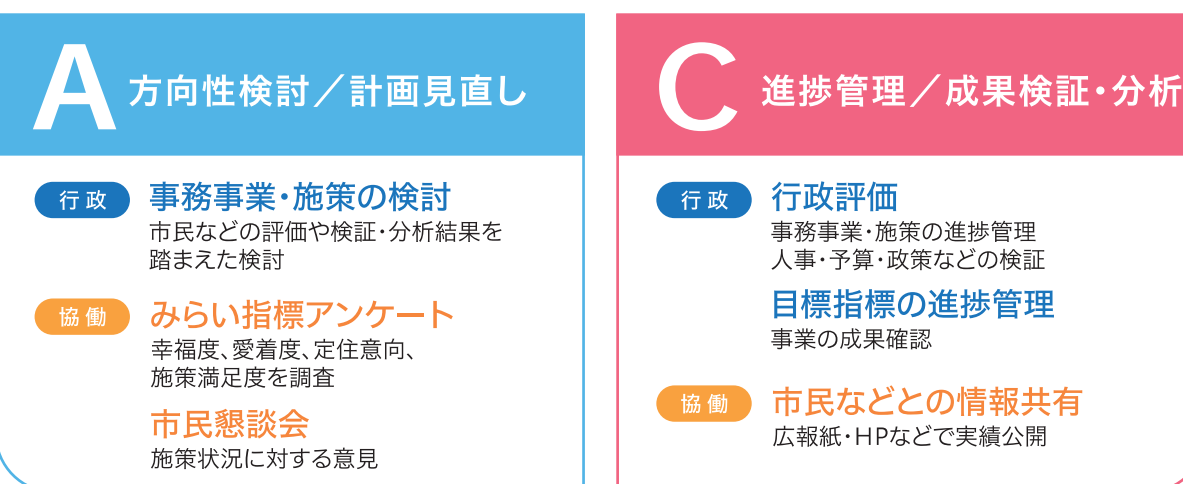 A 方向性検討／計画見直し
行政 事務事業・施策の検討
市民などの評価や検証・分析結果を
踏まえた検討
協働 みらい指標アンケート
幸福度、愛着度、定住意向、
施策満足度を調査
市民懇談会
施策状況に対する意見
C 進捗管理／成果検証・分析
行政 行政評価
事務事業・施策の進捗管理
人事・予算・政策などの検証
目標指標の進捗管理
事業の成果確認
協働 市民などとの情報共有
広報紙・HPなどで実績公開